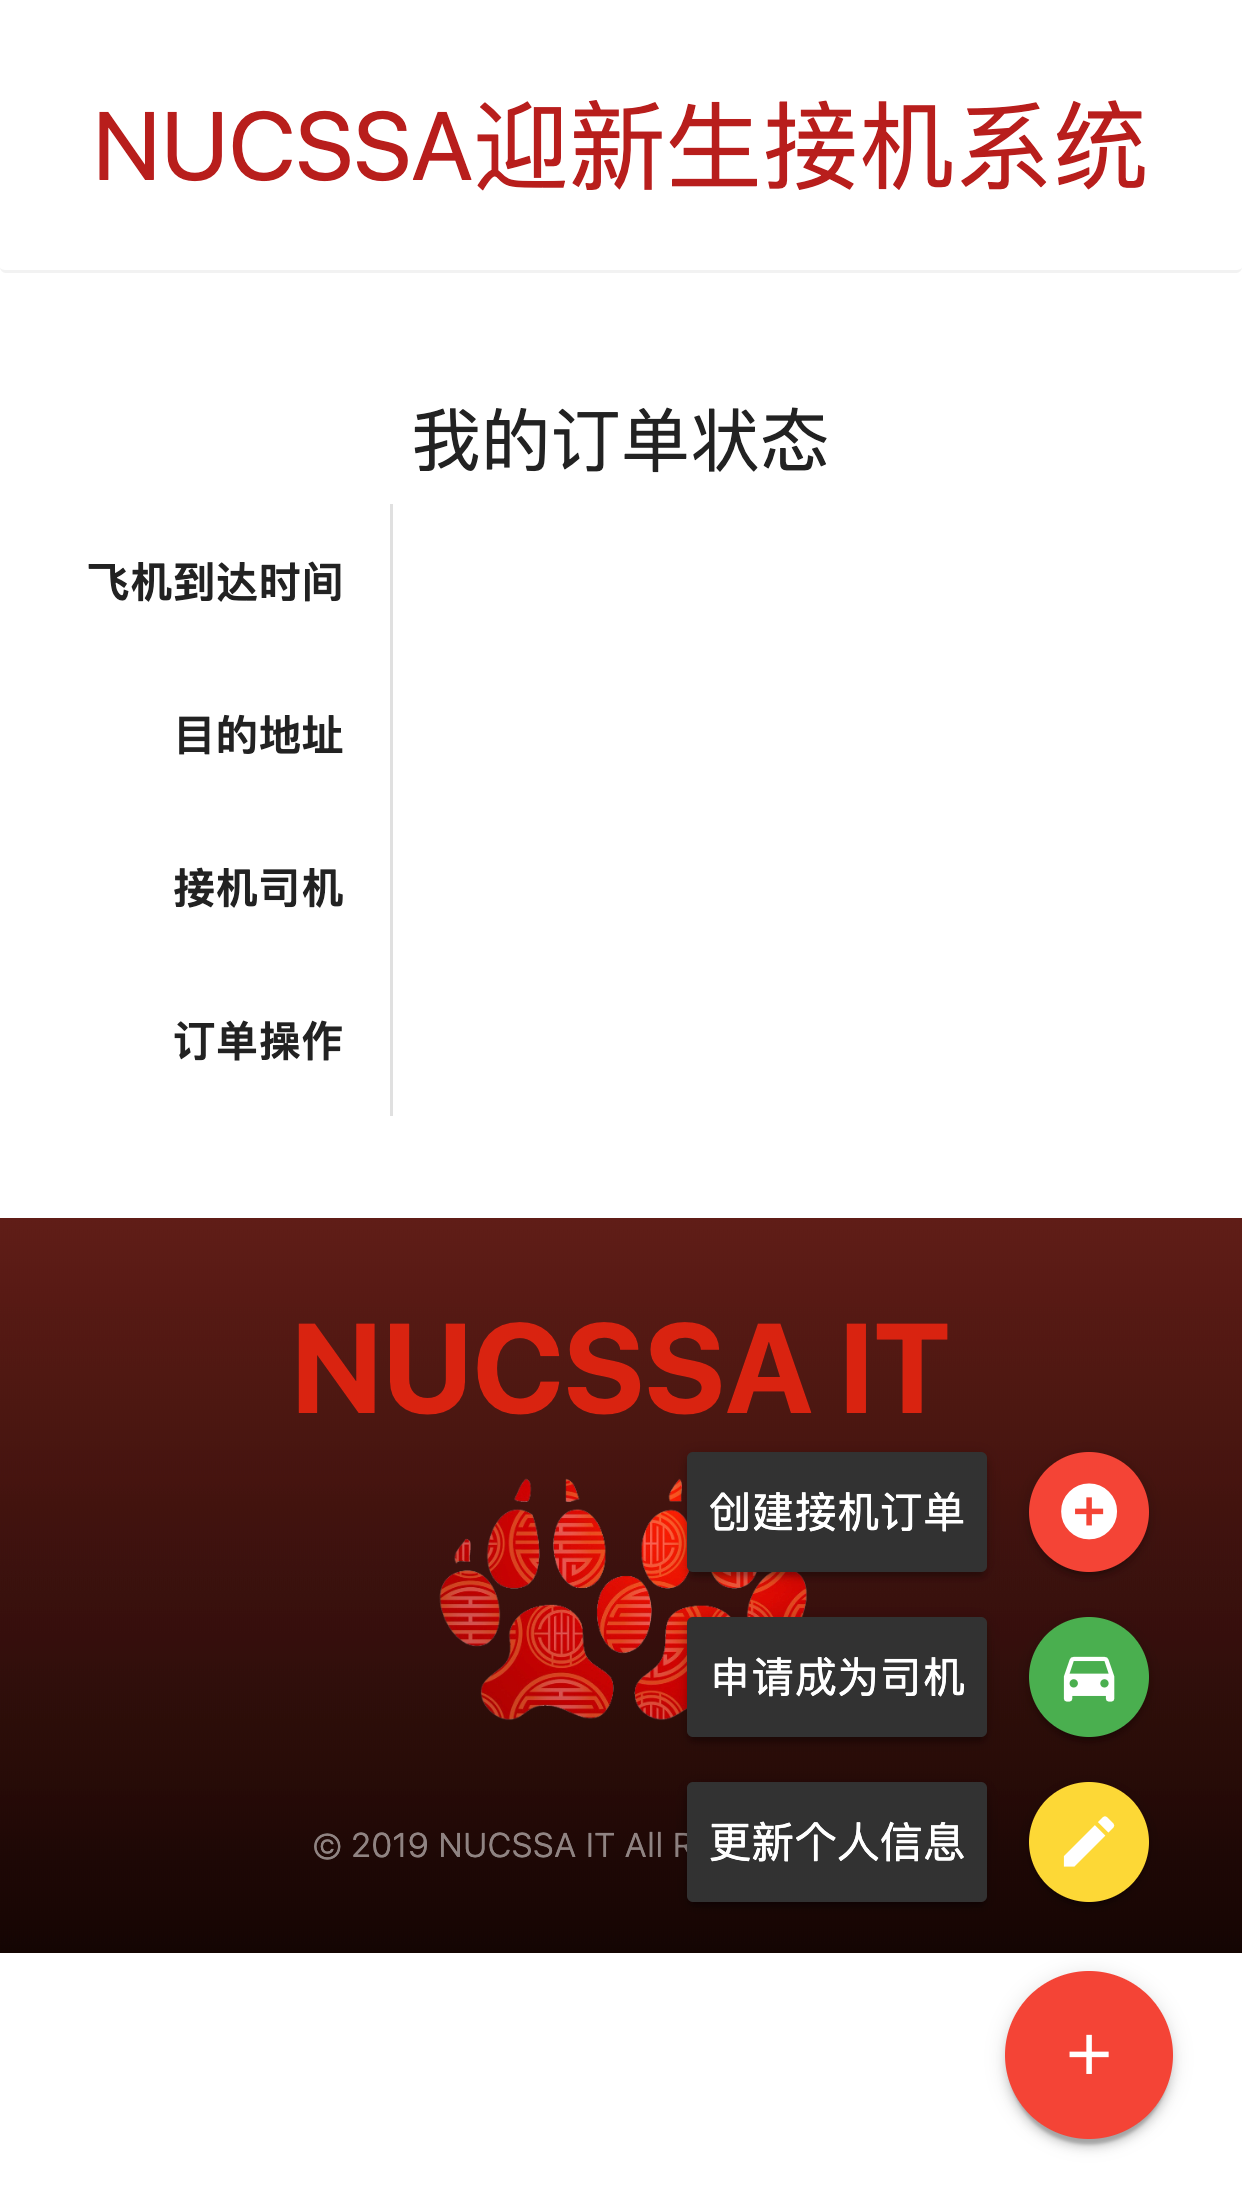 NUCSSA迎新生接机系统
我的订单状态
飞机到达时间
目的地址
接机司机
订单操作
NUCSSA IT
创建接机订单
申请成为司机
© 2019 NUCSSA IT All
更新个人信息